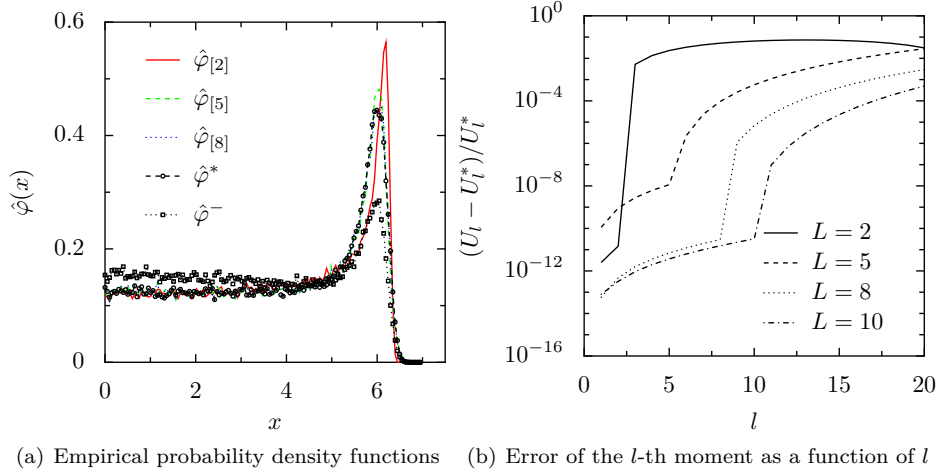 0.6
0.4
0.2
0
φ̂(x)
φ̂[2]
φ̂[5]
φ̂[8]
φ̂*
φ̂−
0 2 4 6
x
(a) Empirical probability density functions
10^0
10^−4
10^−8
10^−12
10^−16
(U_l − U_l^*)/U_l^*
L = 2
L = 5
L = 8
L = 10
0 5 10 15 20
l
(b) Error of the l-th moment as a function of l